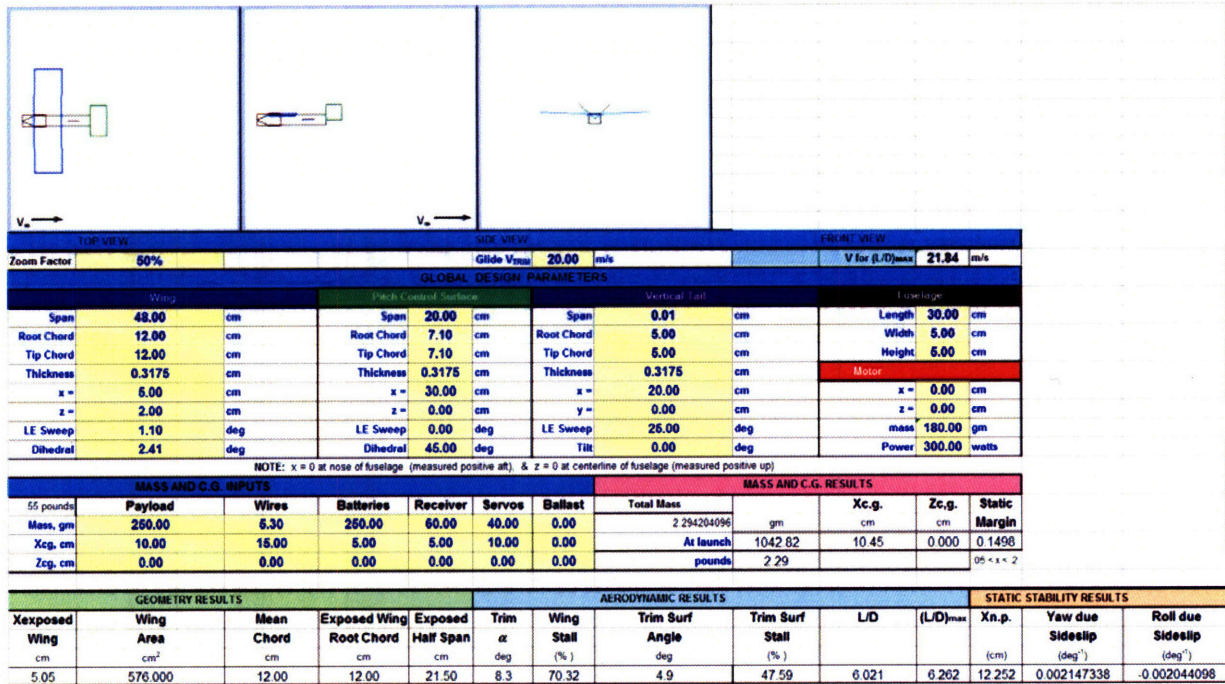 V∞ V∞
TOP VIEW SIDE VIEW FRONT VIEW
Zoom Factor 50% Glide VTRIM 20.00 m/s V for (L/D)MAX 21.84 m/s
GLOBAL DESIGN PARAMETERS
Wing Pitch Control Surface Vertical Tail Fuselage
Span 48.00 cm Span 20.00 cm Span 0.01 cm Length 30.00 cm
Root Chord 12.00 cm Root Chord 7.10 cm Root Chord 5.00 cm Width 5.00 cm
Tip Chord 12.00 cm Tip Chord 7.10 cm Tip Chord 5.00 cm Height 5.00 cm
Thickness 0.3175 cm Thickness 0.3175 cm Thickness 0.3175 cm Motor
x = 5.00 cm x = 30.00 cm x = 20.00 cm x = 0.00 cm
z = 2.00 cm z = 0.00 cm y = 0.00 cm z = 0.00 cm
LE Sweep 1.10 deg LE Sweep 0.00 deg LE Sweep 25.00 deg mass 180.00 gm
Dihedral 2.41 deg Dihedral 45.00 deg Tilt 0.00 deg Power 300.00 watts
NOTE: x = 0 at nose of fuselage (measured positive aft), & z = 0 at centerline of fuselage (measured positive up)
MASS AND C.G. INPUTS MASS AND C.G. RESULTS
55 pounds Payload Wires Batteries Receiver Servos Ballast Total Mass Xc.g. Zc.g. Static
Mass, gm 250.00 5.30 250.00 60.00 40.00 0.00 2.294204096 gm cm cm Margin
Xcg, cm 10.00 15.00 5.00 5.00 10.00 0.00 At launch 1042.82 10.45 0.000 0.1498
Zcg, cm 0.00 0.00 0.00 0.00 0.00 0.00 pounds 2.29 .05 < x < .2
GEOMETRY RESULTS AERODYNAMIC RESULTS STATIC STABILITY RESULTS
Xexposed Wing Mean Exposed Wing Exposed Trim Wing Trim Surf Trim Surf L/D (L/D)max Xn.p. Yaw due Roll due
Wing Area Chord Root Chord Half Span α Stall Angle Stall Sideslip Sideslip
cm cm² cm cm cm deg (% ) deg (% ) (cm) (deg⁻¹) (deg⁻¹)
5.05 576.000 12.00 12.00 21.50 8.3 70.32 4.9 47.59 6.021 6.262 12.252 0.002147338 -0.002044098